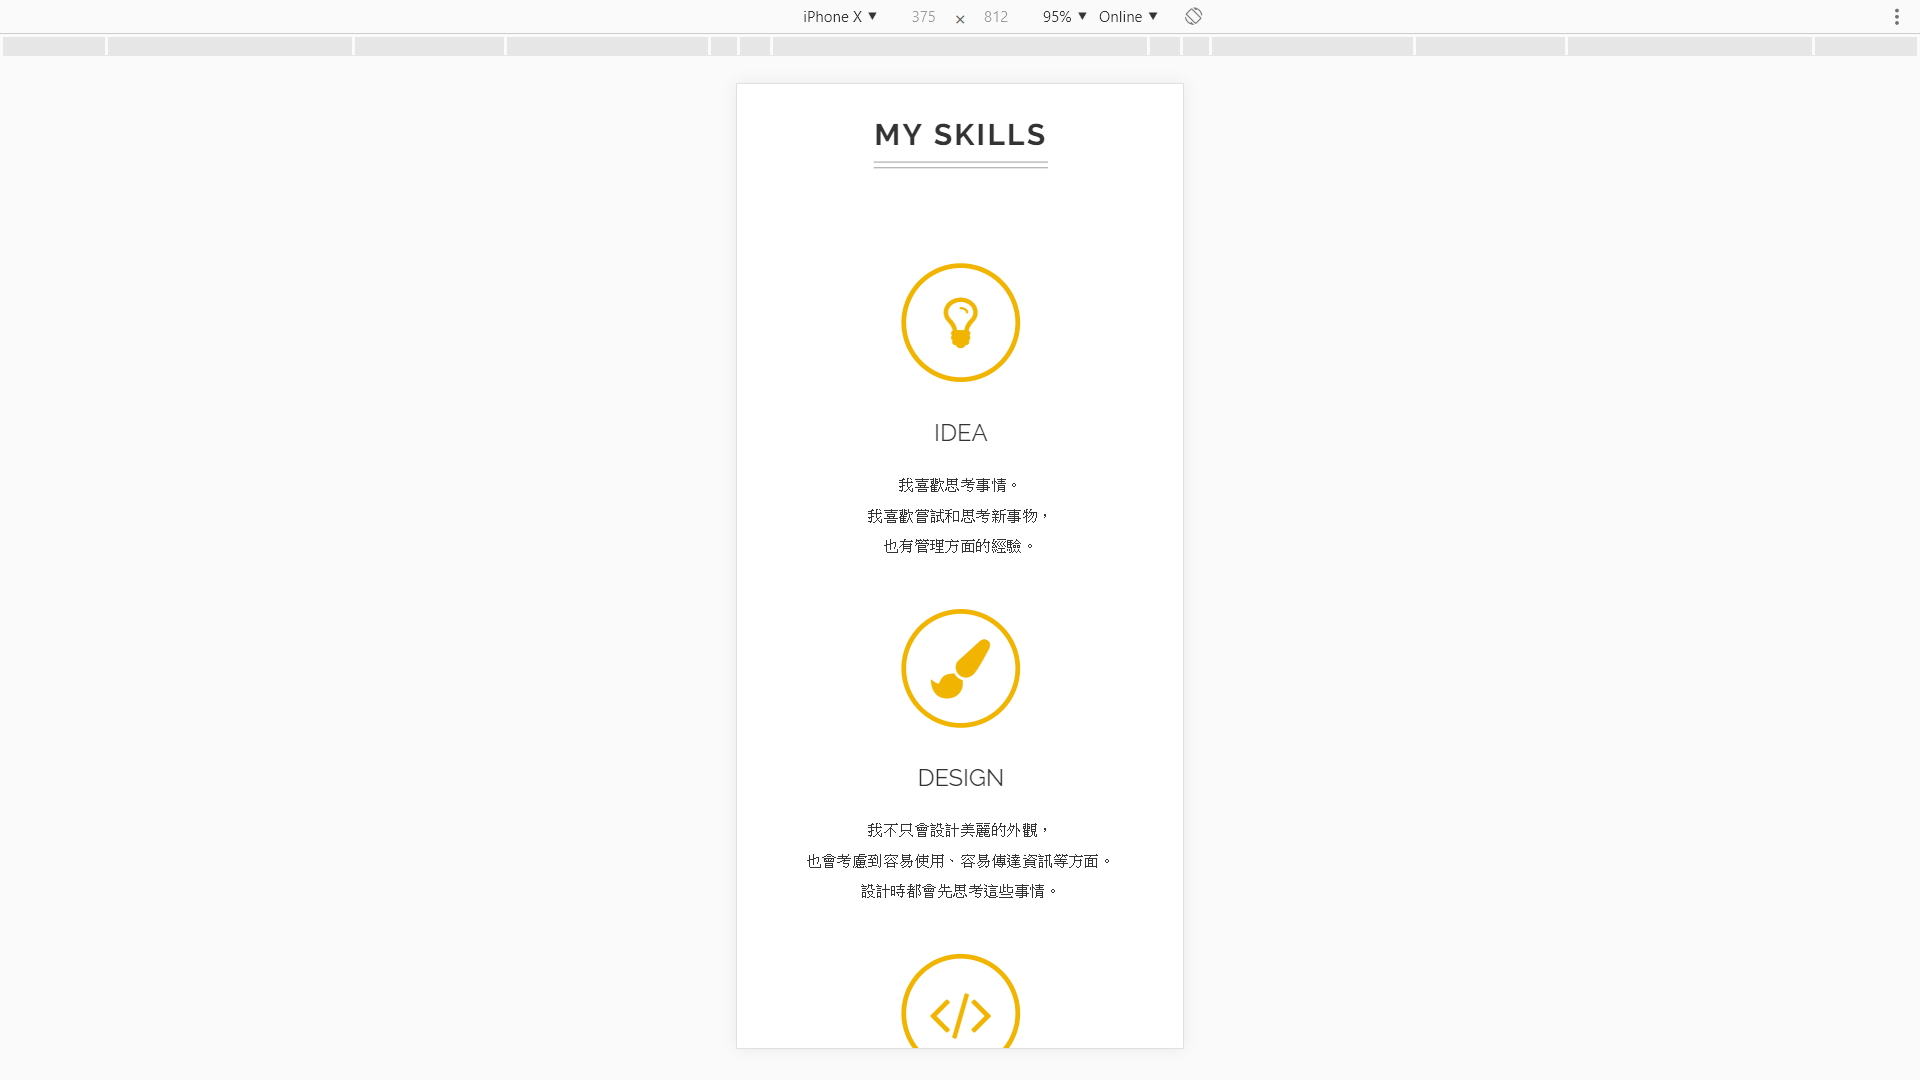 iPhone X ▼ 375 × 812 95% ▼ Online ▼
MY SKILLS
IDEA
我喜歡思考事情。
我喜歡嘗試和思考新事物，
也有管理方面的經驗。
DESIGN
我不只會設計美麗的外觀，
也會考慮到容易使用、容易傳達資訊等方面。
設計時都會先思考這些事情。